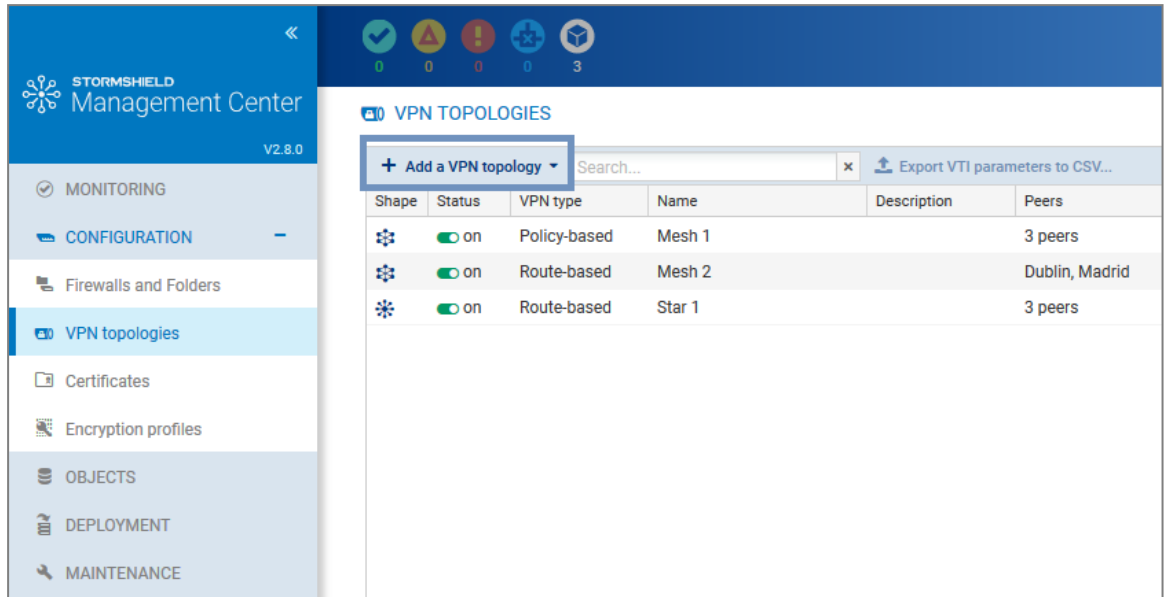 «
STORMSHIELD
Management Center
V2.8.0
0 0 0 0 3
MONITORING
CONFIGURATION −
Firewalls and Folders
VPN topologies
Certificates
Encryption profiles
OBJECTS
DEPLOYMENT
MAINTENANCE
VPN TOPOLOGIES
+ Add a VPN topology Search... × Export VTI parameters to CSV...
Shape Status VPN type Name Description Peers
on Policy-based Mesh 1 3 peers
on Route-based Mesh 2 Dublin, Madrid
on Route-based Star 1 3 peers